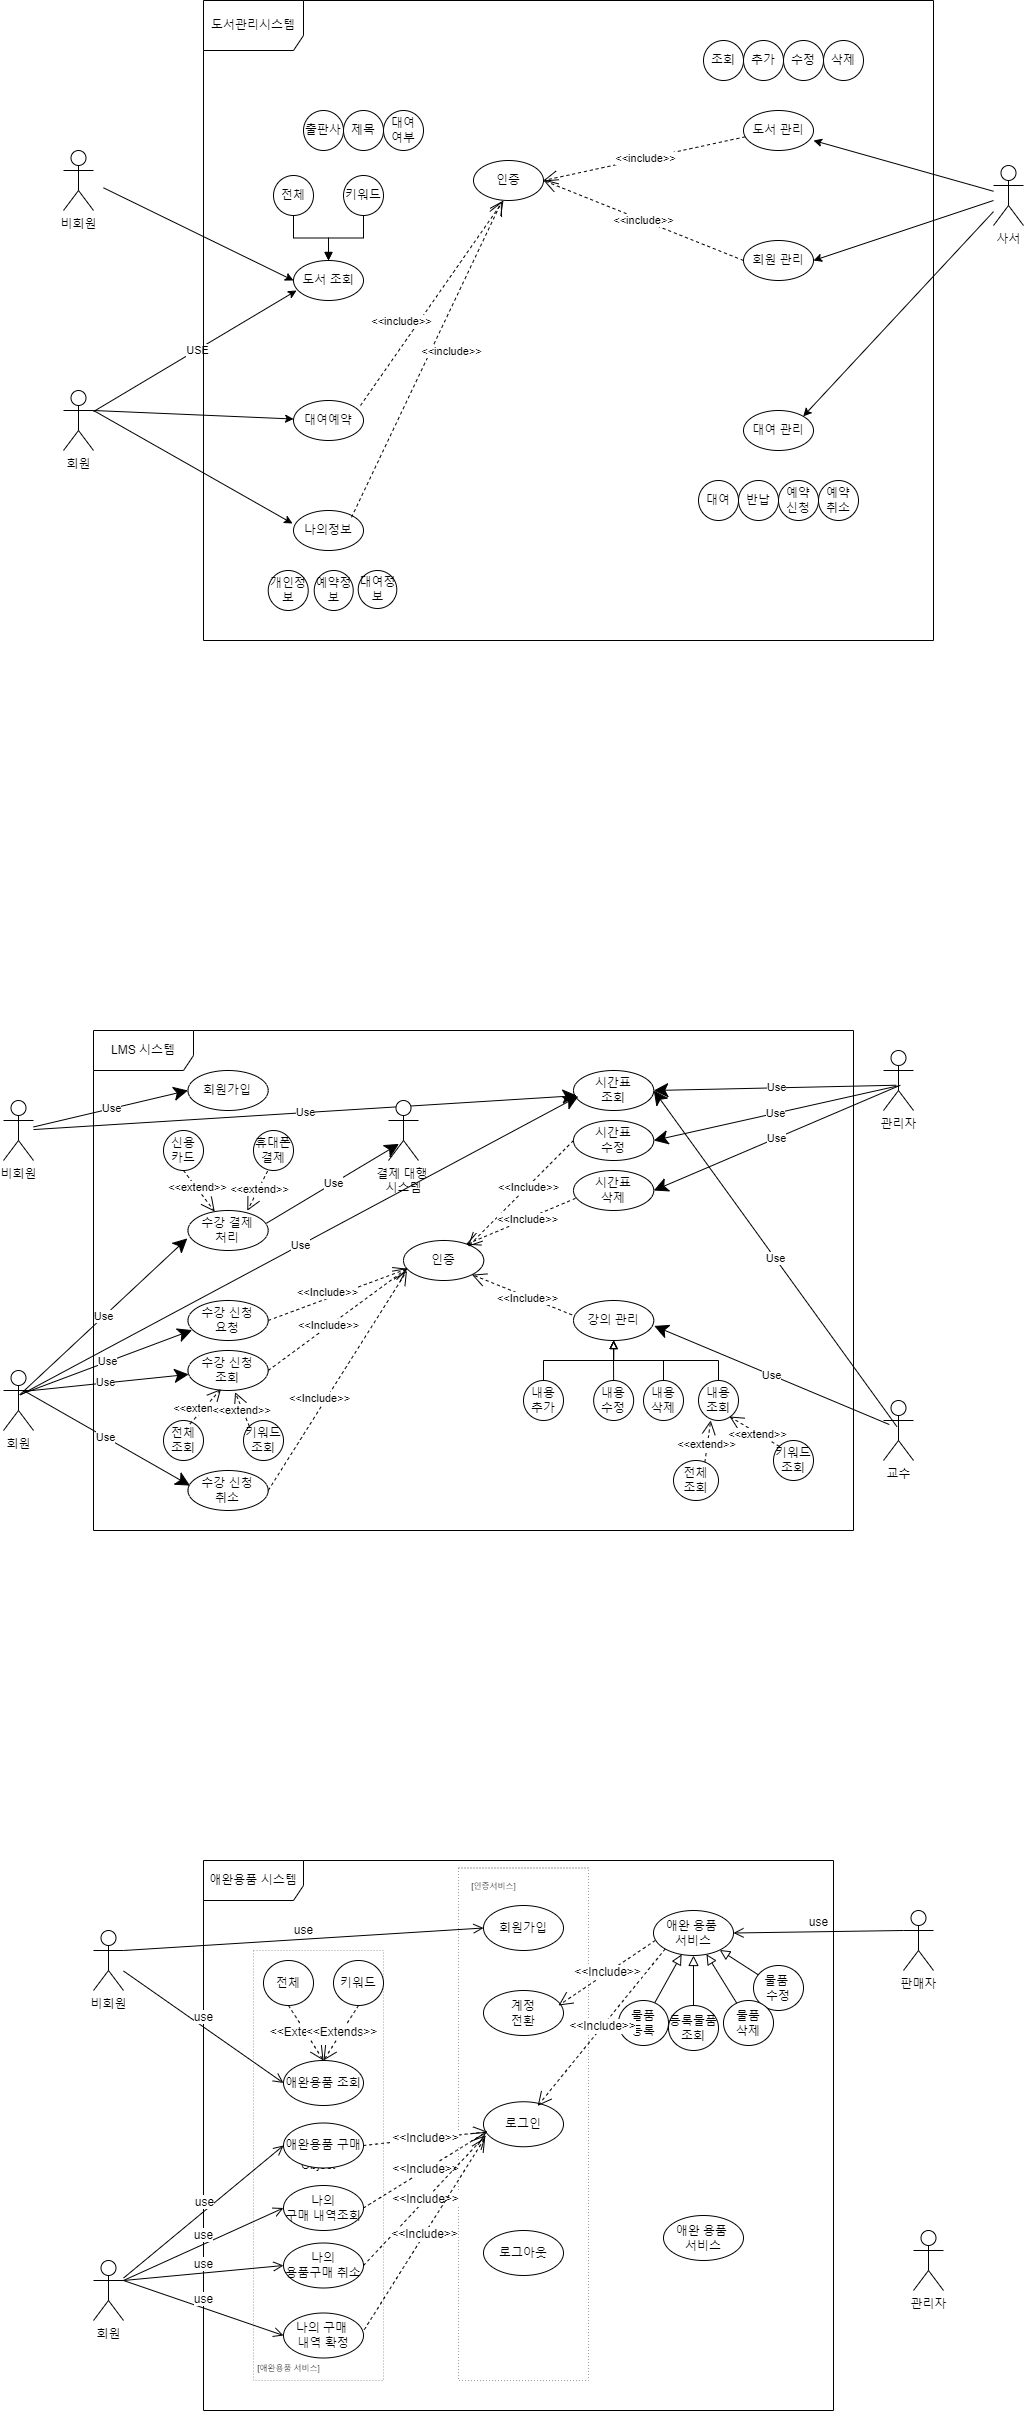 도서관리시스템
조회
추가
수정
삭제
출판사
제목
대여
여부
도서 관리
<<include>>
인증
비회원
전체
키워드
사서
<<include>>
회원 관리
도서 조회
<<include>>
USE
<<include>>
대여예약
대여 관리
회원
대여
반납
예약
신청
예약
취소
나의정보
개인정
보
예약정
보
대여정
보
LMS 시스템
회원가입
시간표
조회
Use
관리자
Use
Use
비회원
결제 대행
시스템
Use
시간표
수정
Use
신용
카드
휴대폰
결제
<<extend>>
<<extend>>
Use
<<Include>>
시간표
삭제
수강 결제
처리
<<Include>>
Use
인증
Use
<<Include>>
<<Include>>
Use
수강 신청
요청
<<Include>>
강의 관리
Use
수강 신청
조회
Use
Use
<<Include>>
내용
추가
내용
수정
내용
삭제
내용
조회
<<exten
<<extend>>
Use
전체
조회
키워드
조회
회원
<<extend>>
<<extend>>
전체
조회
키워드
조회
교수
수강 신청
취소
애완용품 시스템
[인증서비스]
use
회원가입
애완 용품
서비스
use
판매자
비회원
전체
키워드
<<Include>>
물품
수정
use
계정
전환
<<Exte
<<Extends>>
<<Include>>
물품
등록
등록물품
조회
물품
삭제
애완용품 조회
로그인
애완용품 구매
<<Include>>
<<Include>>
use
나의
구매 내역조회
<<Include>>
use
<<Include>>
애완 용품
서비스
use
나의
용품구매 취소
로그아웃
use
회원
나의 구매
내역 확정
관리자
[애완용품 서비스]